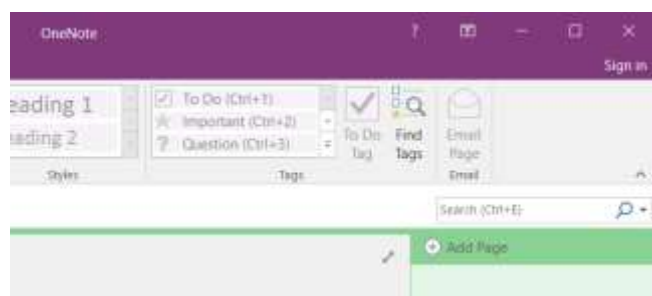 OneNote
?
Sign in
eading 1
eading 2
To Do (Ctrl+1)
Important (Ctrl+2)
? Question (Ctrl+3)
To Do
Tag
Find
Tags
Email
Page
Styles
Tags
Email
Search (Ctrl+E)
Add Page